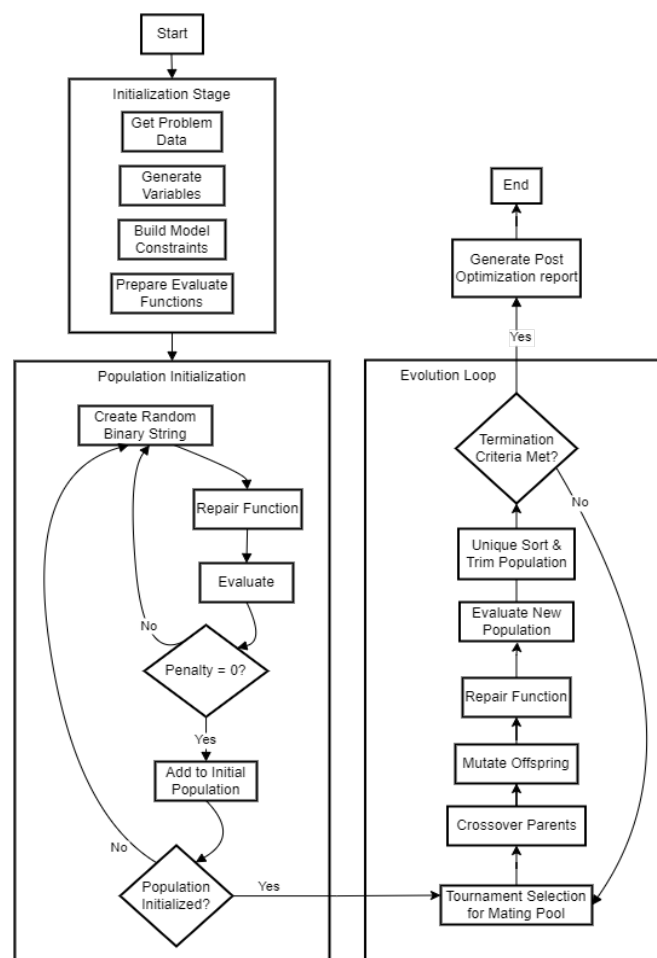 Start
Initialization Stage
Get Problem
Data
Generate
Variables
Build Model
Constraints
Prepare Evaluate
Functions
Population Initialization
Create Random
Binary String
Repair Function
Evaluate
No
Penalty = 0?
Yes
Add to Initial
Population
No
Population
Initialized?
Yes
End
Generate Post
Optimization report
Yes
Evolution Loop
Termination
Criteria Met?
No
Unique Sort &
Trim Population
Evaluate New
Population
Repair Function
Mutate Offspring
Crossover Parents
Tournament Selection
for Mating Pool